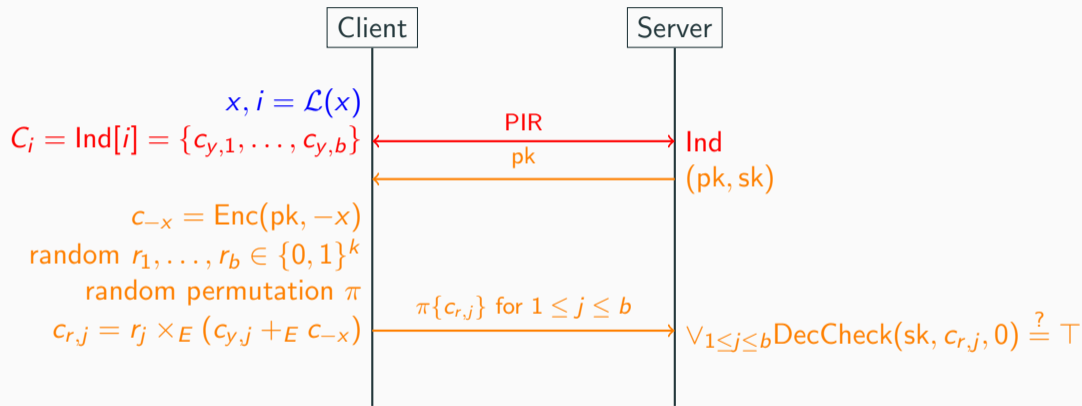 Client Server
x, i = ℒ(x)
C_i = Ind[i] = {c_{y,1}, . . . , c_{y,b}} PIR Ind
pk (pk, sk)
c_{−x} = Enc(pk, −x)
random r_1, . . . , r_b ∈ {0, 1}^k
random permutation π
c_{r,j} = r_j ×_E (c_{y,j} +_E c_{−x}) π{c_{r,j}} for 1 ≤ j ≤ b ∨_{1≤j≤b}DecCheck(sk, c_{r,j}, 0) ≟ ⊤